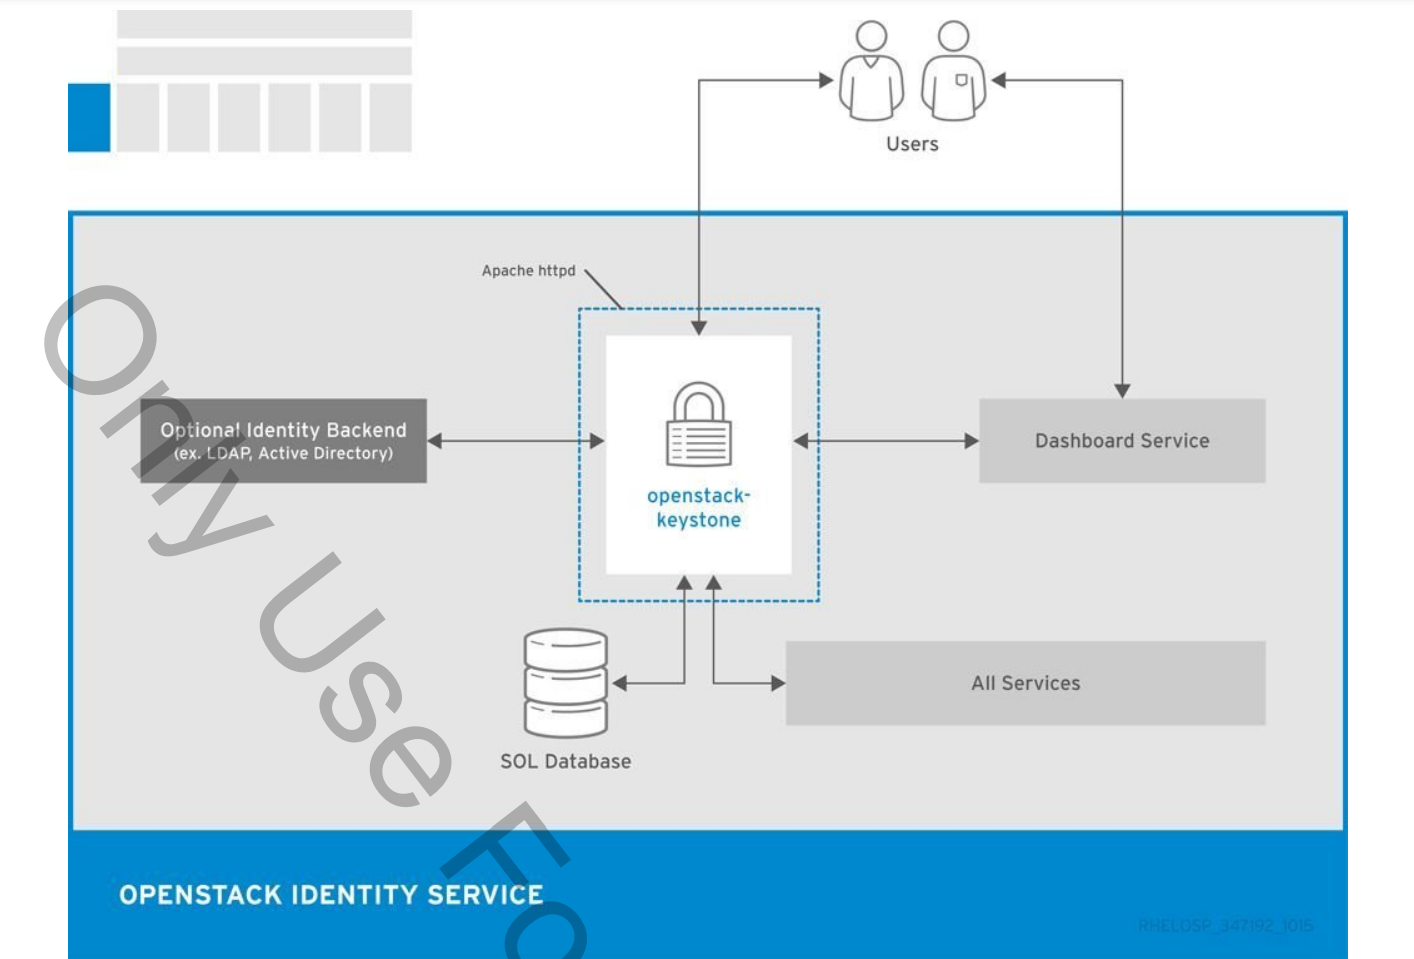 Users
Apache httpd
Optional Identity Backend
(ex. LDAP, Active Directory)
openstack-
keystone
Dashboard Service
All Services
SOL Database
OPENSTACK IDENTITY SERVICE
RHELOSP_347192_1015
Only Use Fo